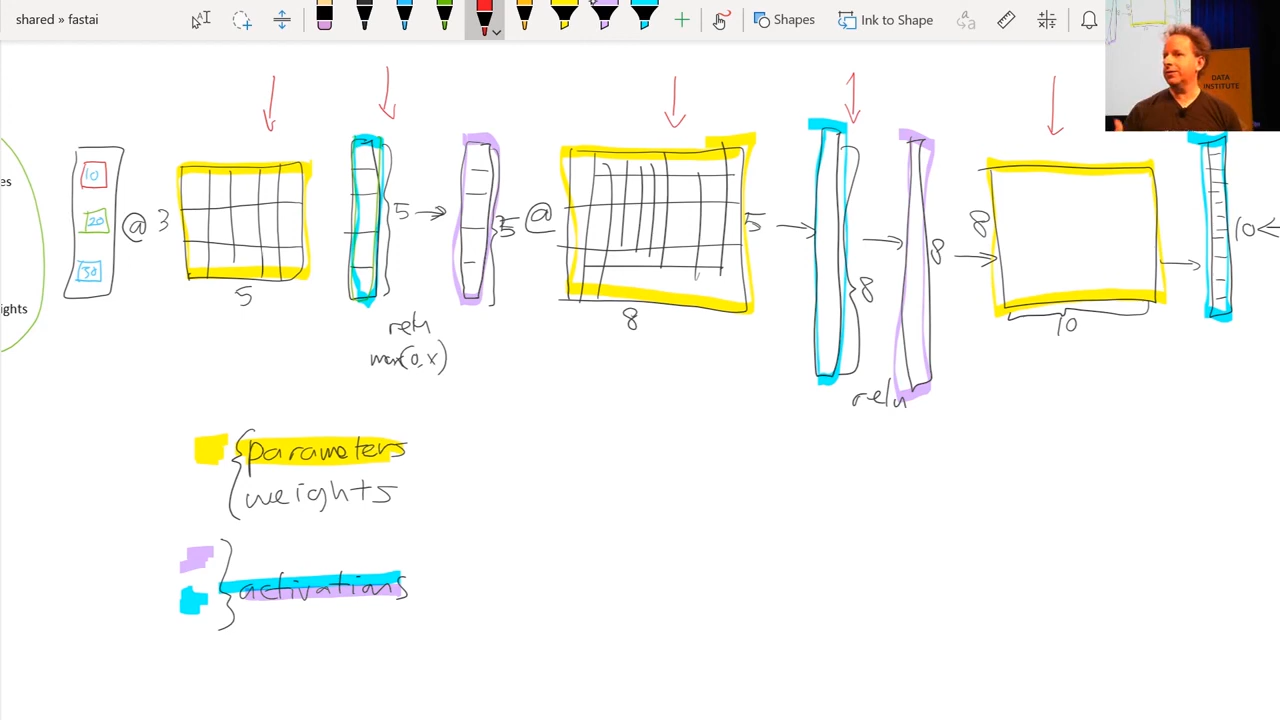 shared » fastai
Shapes
Ink to Shape
DATA
INSTITUTE
es
ights
10
20
30
@ 3
5
5
5
@
5
8
8
8
8
10
10
relu
max(0,x)
relu
parameters
weights
activations